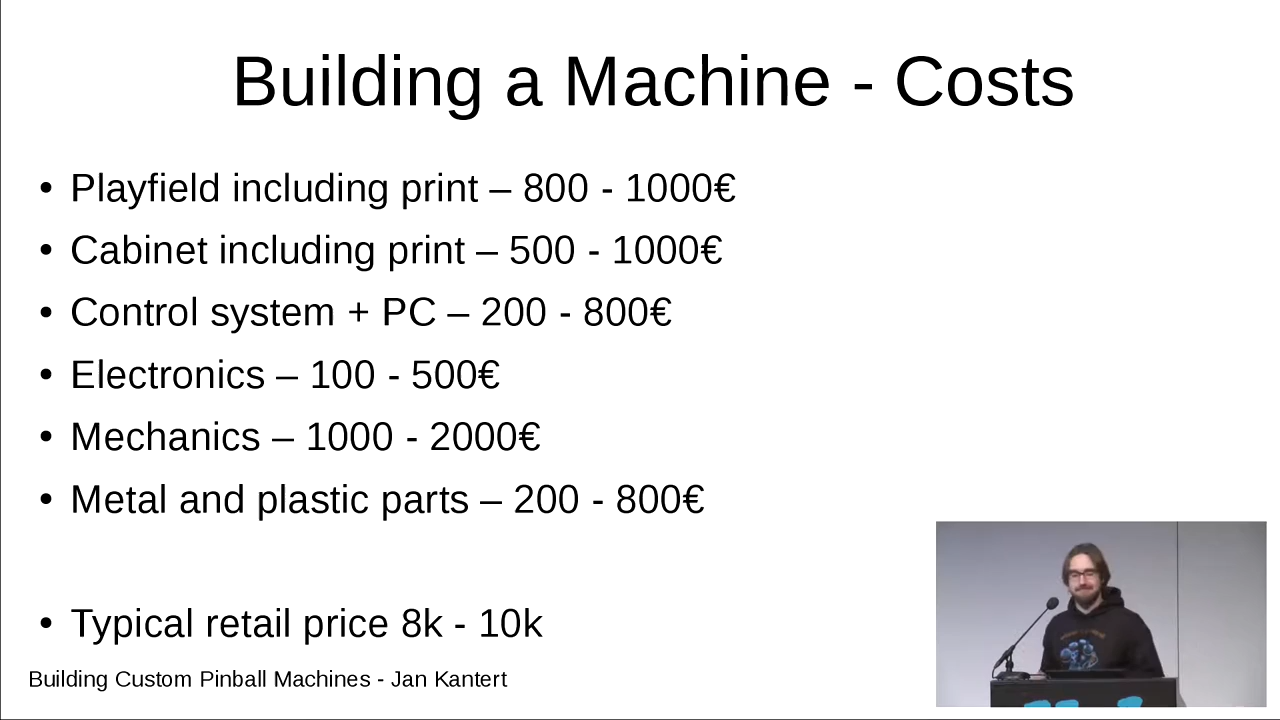 Building a Machine - Costs
• Playfield including print – 800 - 1000€
• Cabinet including print – 500 - 1000€
• Control system + PC – 200 - 800€
• Electronics – 100 - 500€
• Mechanics – 1000 - 2000€
• Metal and plastic parts – 200 - 800€
• Typical retail price 8k - 10k
Building Custom Pinball Machines - Jan Kantert